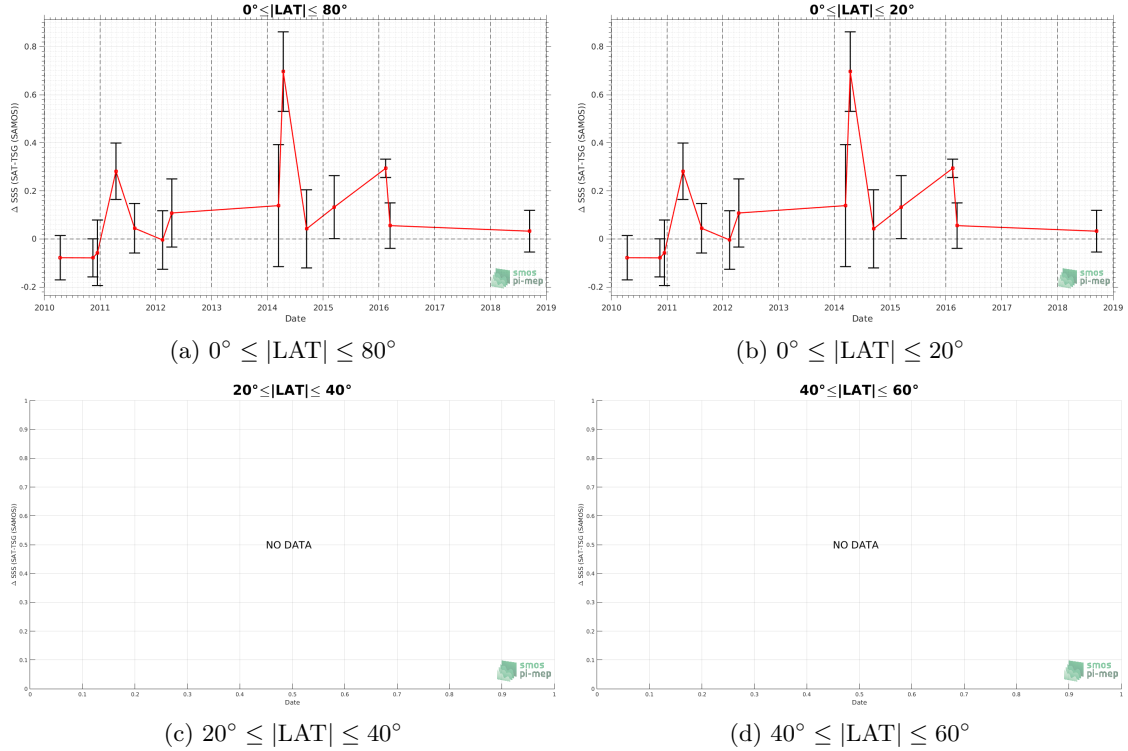 0°≤|LAT|≤ 80°
Δ SSS (SAT-TSG (SAMOS))
0.8
0.6
0.4
0.2
0
-0.2
2010 2011 2012 2013 2014 2015 2016 2017 2018 2019
Date
smos
pi-mep
(a) 0° ≤ |LAT| ≤ 80°
0°≤|LAT|≤ 20°
Δ SSS (SAT-TSG (SAMOS))
0.8
0.6
0.4
0.2
0
-0.2
2010 2011 2012 2013 2014 2015 2016 2017 2018 2019
Date
smos
pi-mep
(b) 0° ≤ |LAT| ≤ 20°
20°≤|LAT|≤ 40°
Δ SSS (SAT-TSG (SAMOS))
1
0.9
0.8
0.7
0.6
0.5
0.4
0.3
0.2
0.1
0
NO DATA
0 0.1 0.2 0.3 0.4 0.5 0.6 0.7 0.8 0.9 1
Date
smos
pi-mep
(c) 20° ≤ |LAT| ≤ 40°
40°≤|LAT|≤ 60°
Δ SSS (SAT-TSG (SAMOS))
1
0.9
0.8
0.7
0.6
0.5
0.4
0.3
0.2
0.1
0
NO DATA
0 0.1 0.2 0.3 0.4 0.5 0.6 0.7 0.8 0.9 1
Date
smos
pi-mep
(d) 40° ≤ |LAT| ≤ 60°